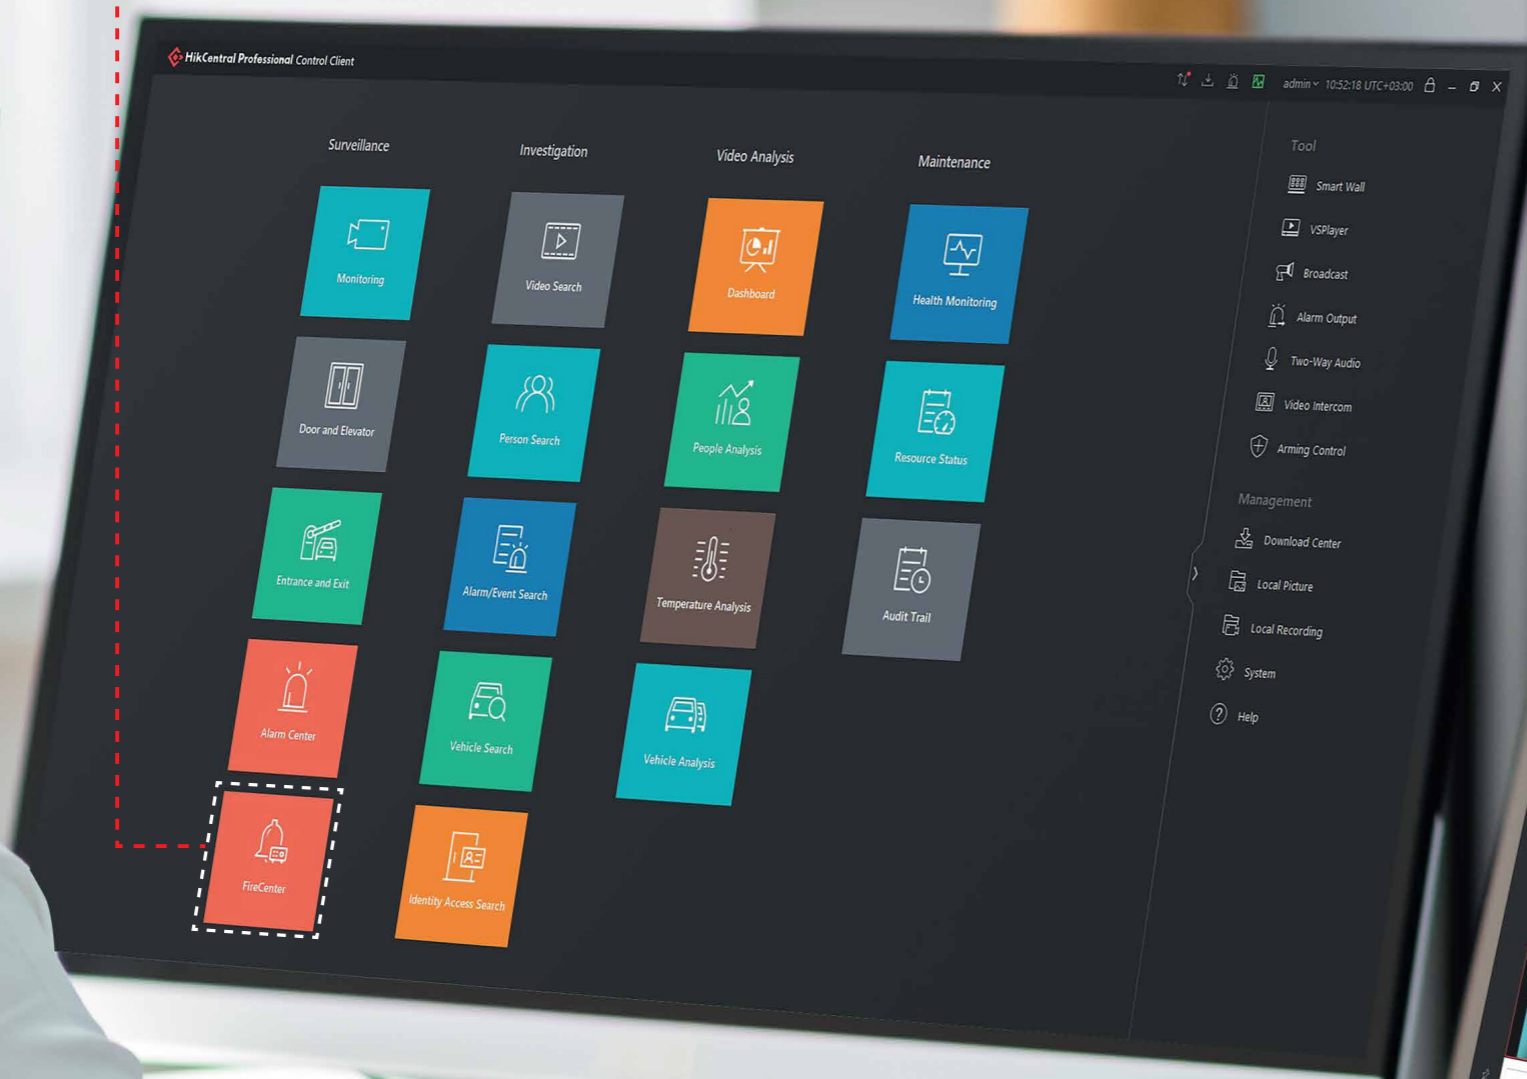 HikCentral Professional Control Client
admin 10:52:18 UTC+03:00
Surveillance
Monitoring
Door and Elevator
Entrance and Exit
Alarm Center
FireCenter
Investigation
Video Search
Person Search
Alarm/Event Search
Vehicle Search
Identity Access Search
Video Analysis
Dashboard
People Analysis
Temperature Analysis
Vehicle Analysis
Maintenance
Health Monitoring
Resource Status
Audit Trail
Tool
Smart Wall
VSPlayer
Broadcast
Alarm Output
Two-Way Audio
Video Intercom
Arming Control
Management
Download Center
Local Picture
Local Recording
System
Help